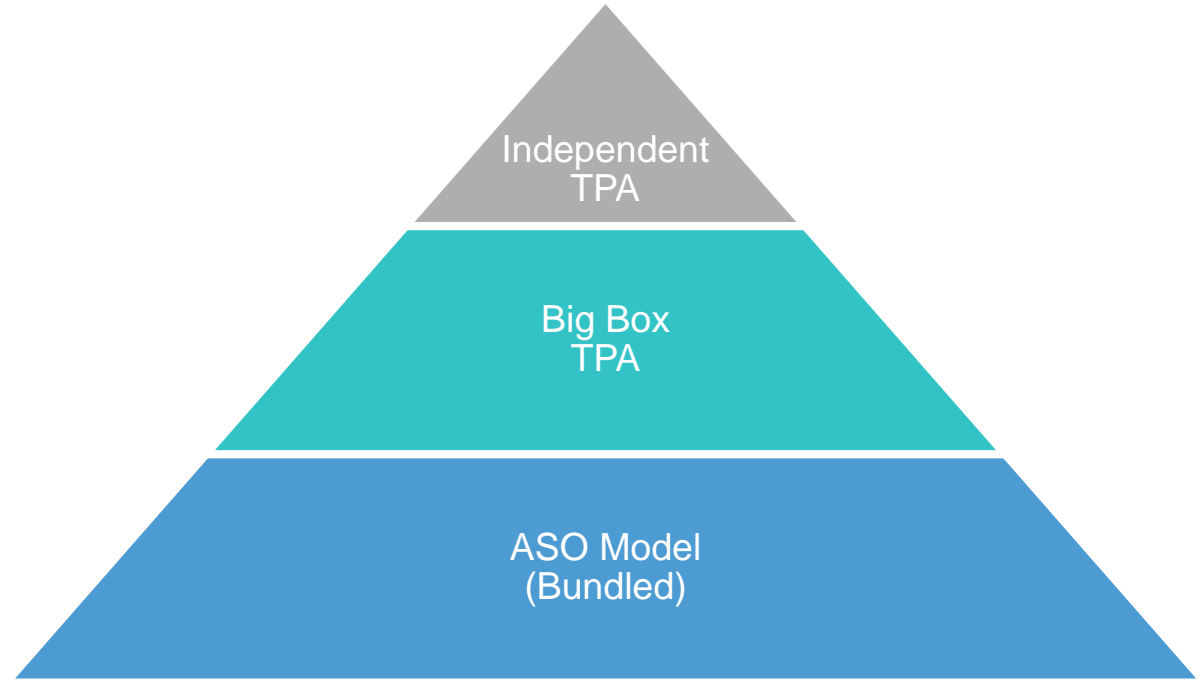 Independent
TPA
Big Box
TPA
ASO Model
(Bundled)